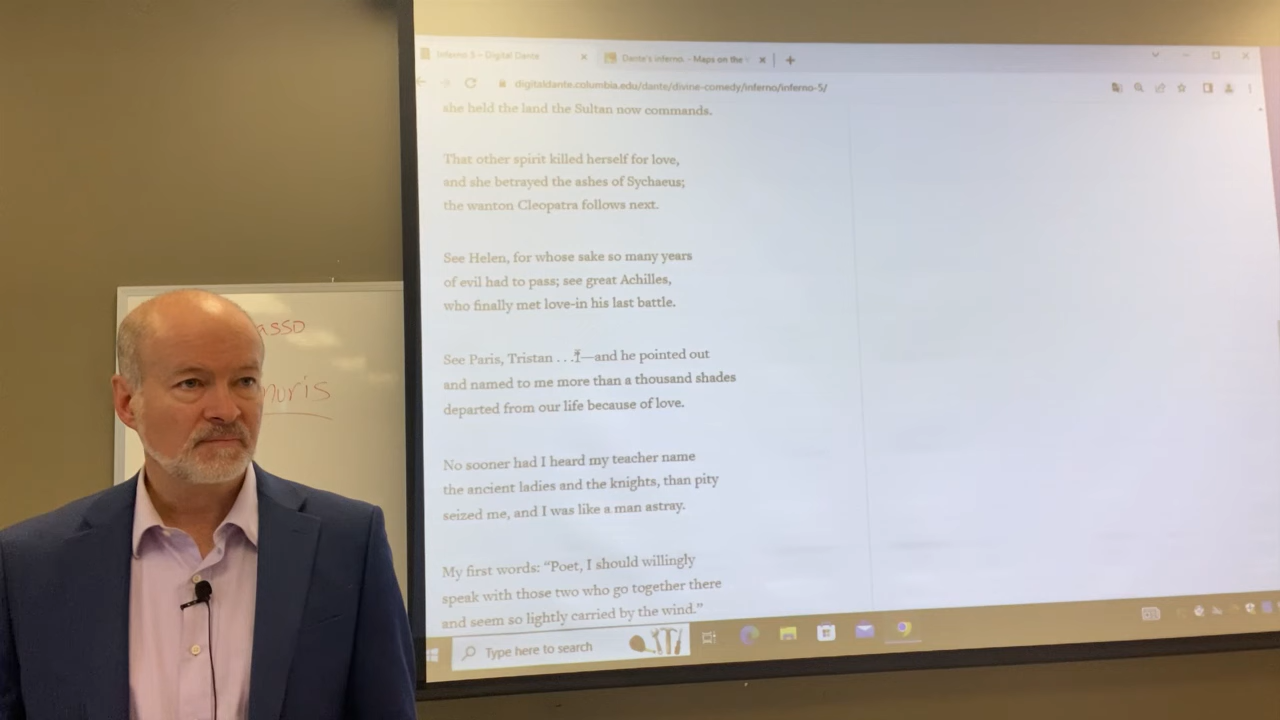 Inferno 5 – Digital Dante
Dante's inferno. - Maps on the
digitaldante.columbia.edu/dante/divine-comedy/inferno/inferno-5/
she held the land the Sultan now commands.
That other spirit killed herself for love,
and she betrayed the ashes of Sychaeus;
the wanton Cleopatra follows next.
See Helen, for whose sake so many years
of evil had to pass; see great Achilles,
who finally met love-in his last battle.
See Paris, Tristan . . .”—and he pointed out
and named to me more than a thousand shades
departed from our life because of love.
No sooner had I heard my teacher name
the ancient ladies and the knights, than pity
seized me, and I was like a man astray.
My first words: “Poet, I should willingly
speak with those two who go together there
and seem so lightly carried by the wind.”
Type here to search